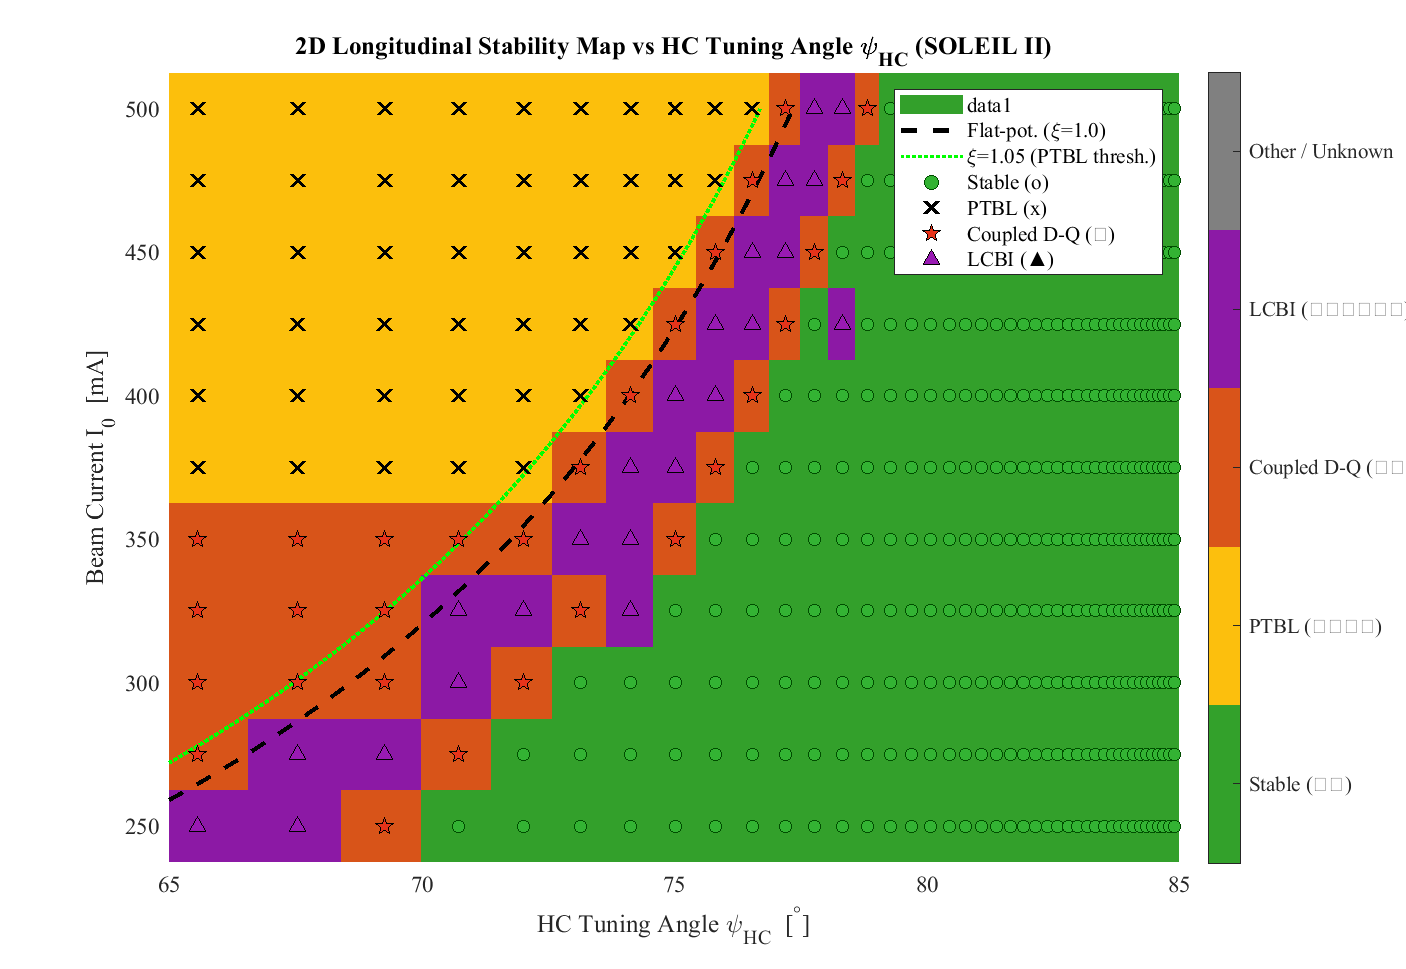 2D Longitudinal Stability Map vs HC Tuning Angle ψHC (SOLEIL II)
500
450
400
350
300
250
Beam Current I0 [mA]
65
70
75
80
85
HC Tuning Angle ψHC [°]
data1
Flat-pot. (ξ=1.0)
ξ=1.05 (PTBL thresh.)
Stable (o)
PTBL (x)
Coupled D-Q (□)
LCBI (▲)
Other / Unknown
LCBI (□□□□□□)
Coupled D-Q (□□
PTBL (□□□□)
Stable (□□)